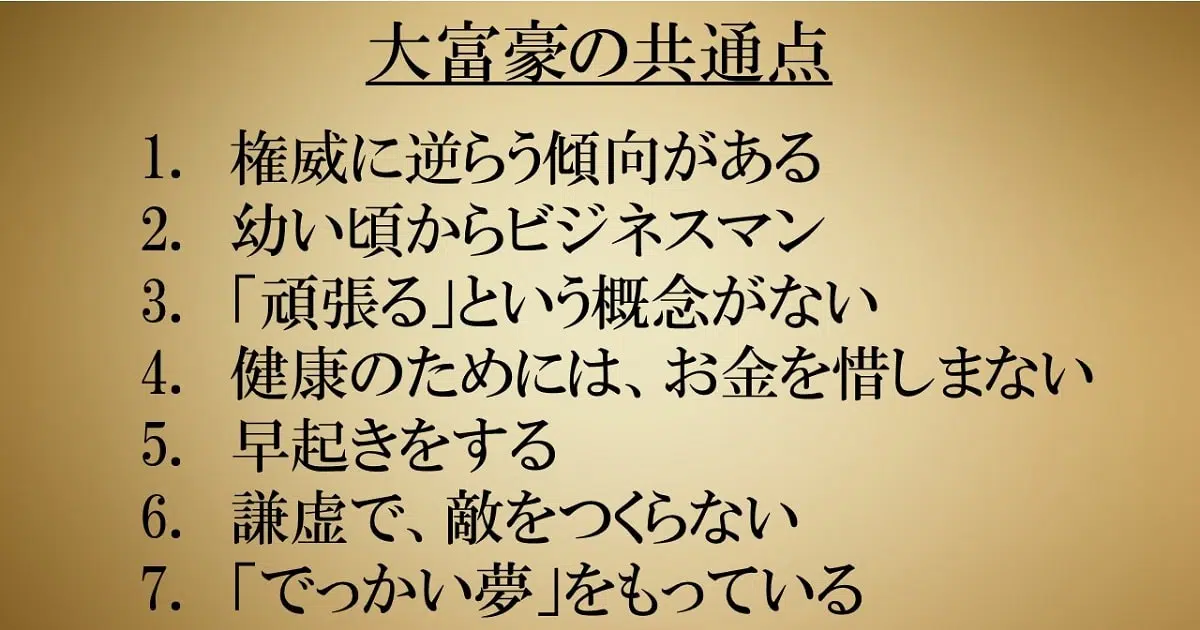 大富豪の共通点
1. 権威に逆らう傾向がある
2. 幼い頃からビジネスマン
3. 「頑張る」という概念がない
4. 健康のためには、お金を惜しまない
5. 早起きをする
6. 謙虚で、敵をつくらない
7. 「でっかい夢」をもっている